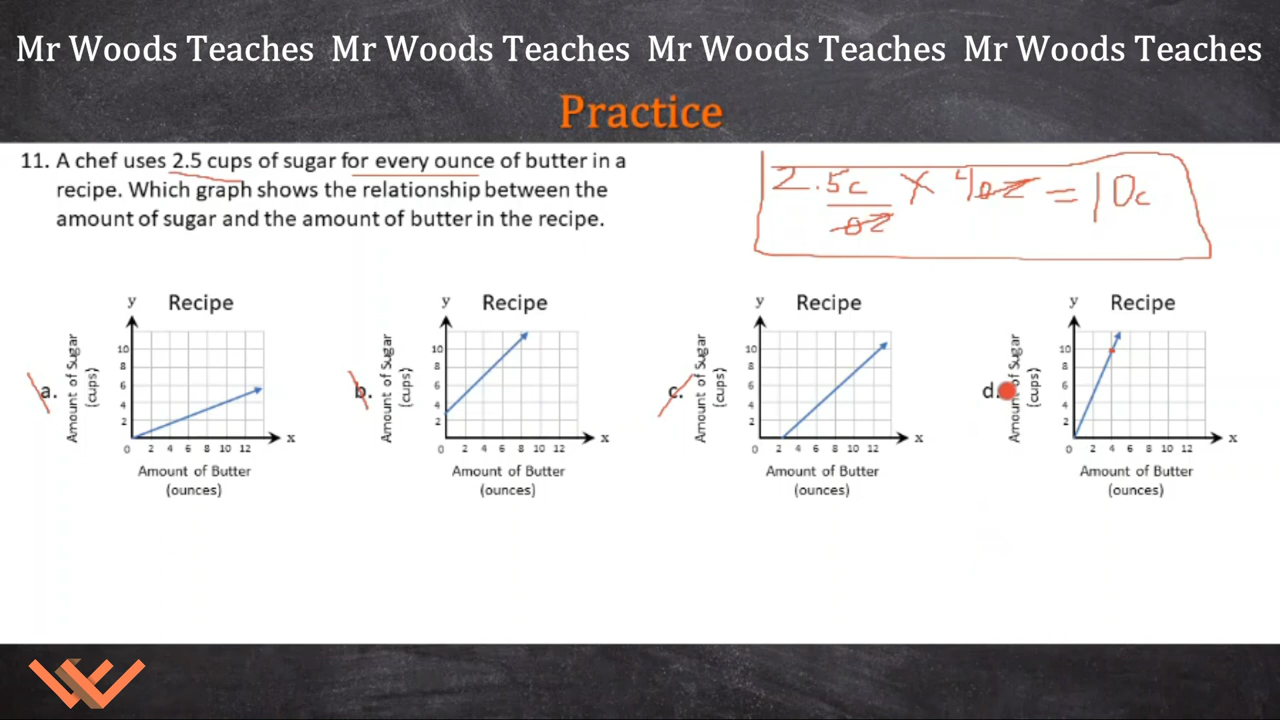 Mr Woods Teaches Mr Woods Teaches Mr Woods Teaches Mr Woods Teaches
Practice
11. A chef uses 2.5 cups of sugar for every ounce of butter in a
recipe. Which graph shows the relationship between the
amount of sugar and the amount of butter in the recipe.
2.5c
oz
× 4oz = 10c
a.
y
Recipe
Amount of Sugar
(cups)
10
8
6
4
2
0 2 4 6 8 10 12
x
Amount of Butter
(ounces)
b.
y
Recipe
Amount of Sugar
(cups)
10
8
6
4
2
0 2 4 6 8 10 12
x
Amount of Butter
(ounces)
c.
y
Recipe
Amount of Sugar
(cups)
10
8
6
4
2
0 2 4 6 8 10 12
x
Amount of Butter
(ounces)
d.
y
Recipe
Amount of Sugar
(cups)
10
8
6
4
2
0 2 4 6 8 10 12
x
Amount of Butter
(ounces)